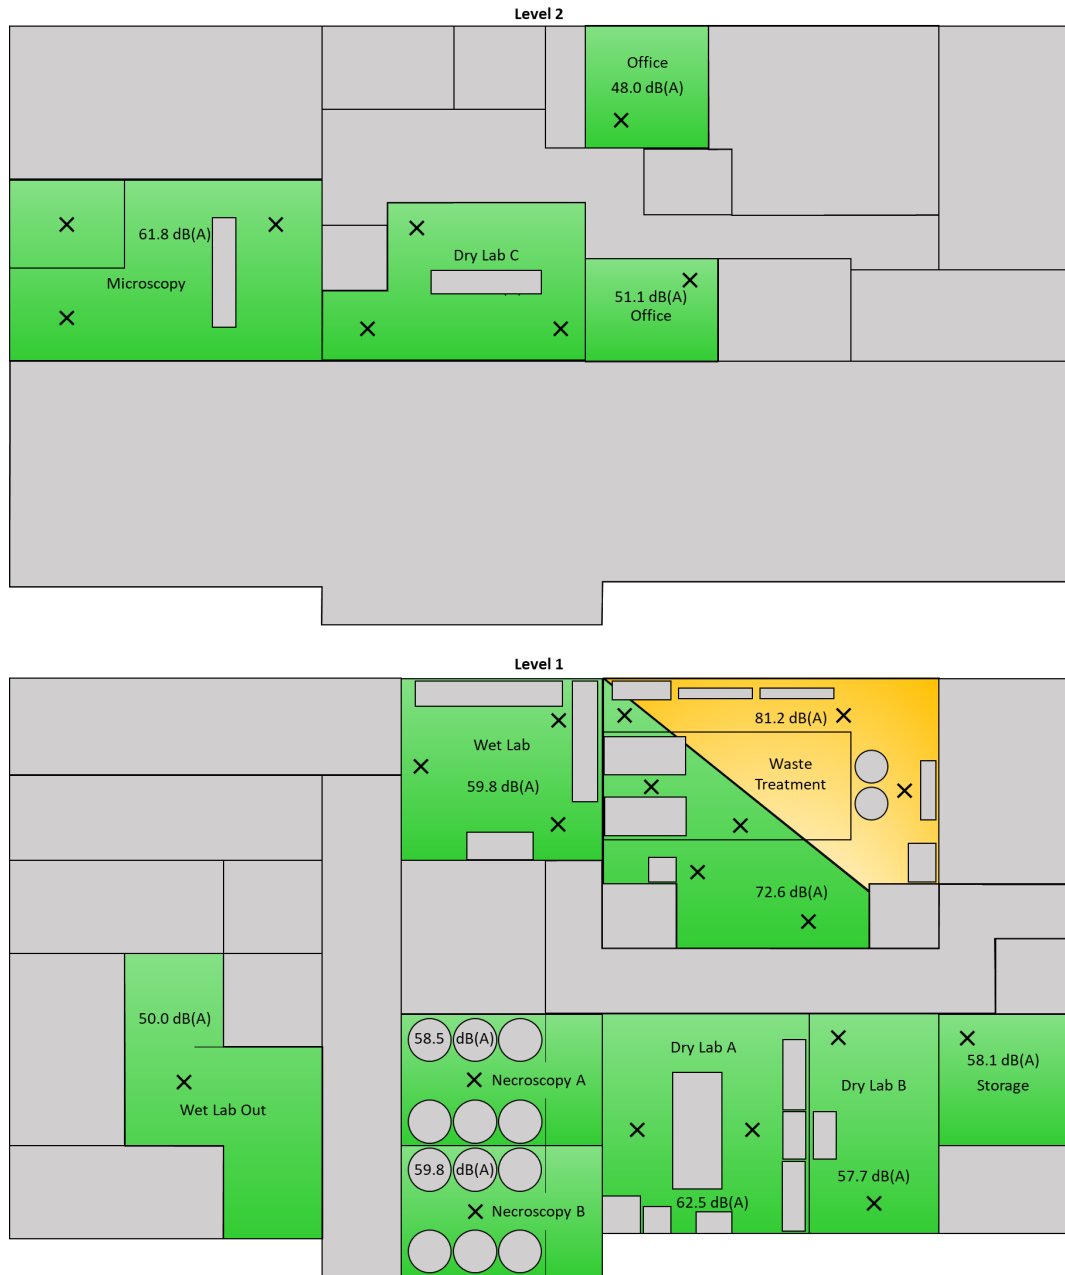 Level 2
Office
48.0 dB(A)
61.8 dB(A)
Microscopy
Dry Lab C
51.1 dB(A)
Office
Level 1
81.2 dB(A)
Waste
Treatment
Wet Lab
59.8 dB(A)
72.6 dB(A)
50.0 dB(A)
Wet Lab Out
58.5 dB(A)
Necroscopy A
59.8 dB(A)
Necroscopy B
Dry Lab A
62.5 dB(A)
Dry Lab B
57.7 dB(A)
58.1 dB(A)
Storage